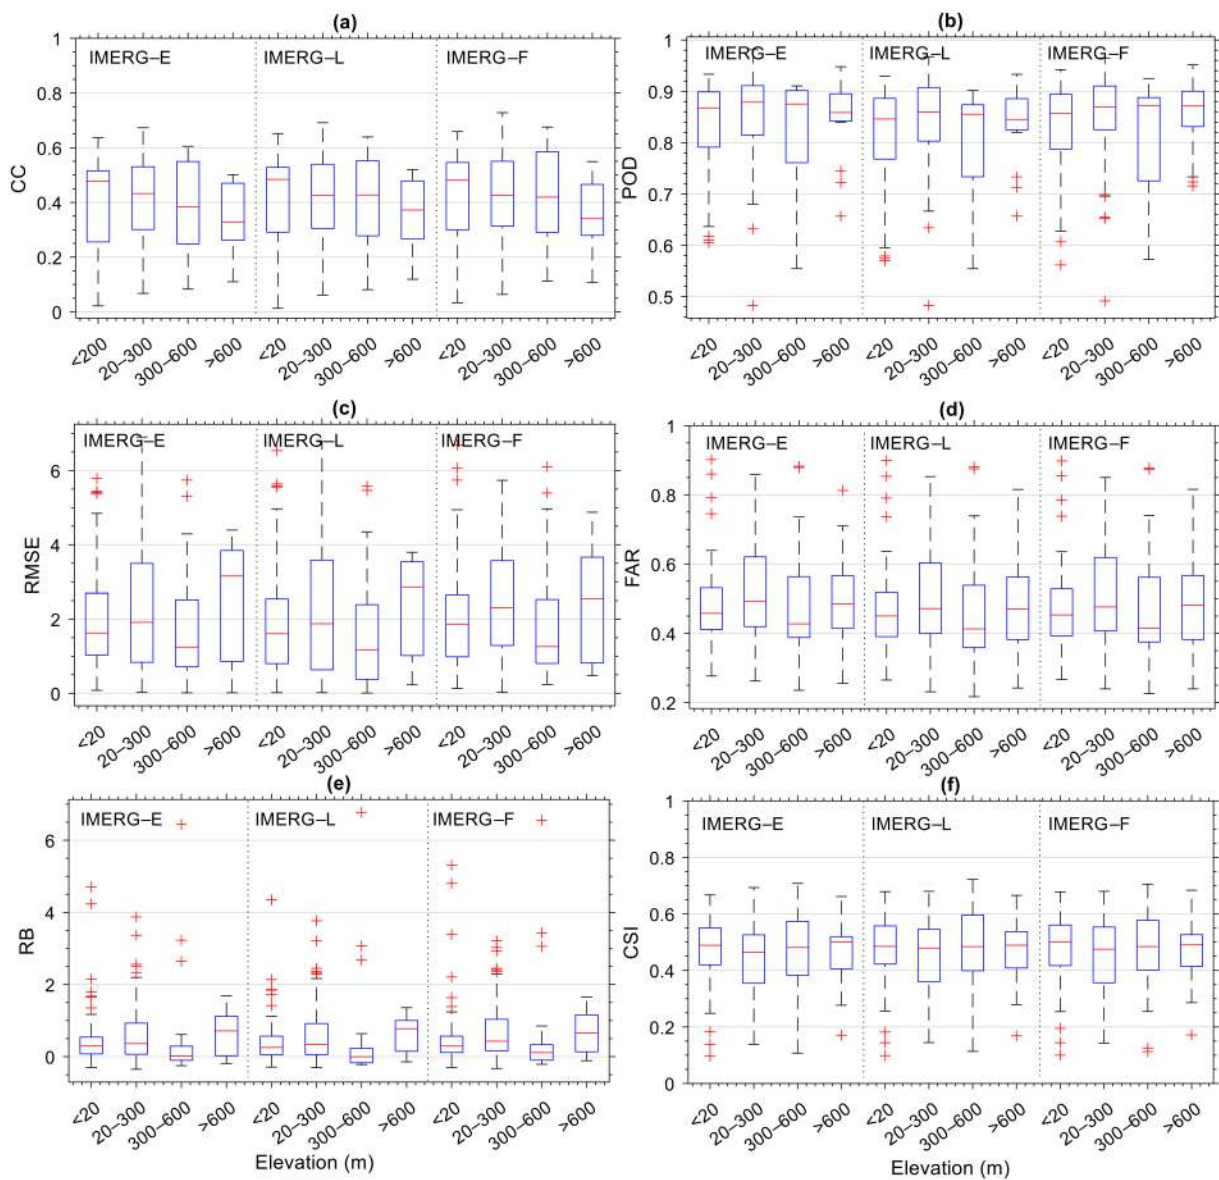 (a)
IMERG–E IMERG–L IMERG–F
1
0.8
0.6
0.4
0.2
0
CC
<200 20–300 300–600 >600 <20 20–300 300–600 >600 <20 20–300 300–600 >600
(b)
IMERG–E IMERG–L IMERG–F
1
0.9
0.8
0.7
0.6
0.5
POD
<20 20–300 300–600 >600 <20 20–300 300–600 >600 <20 20–300 300–600 >600
(c)
IMERG–E IMERG–L IMERG–F
6
4
2
0
RMSE
<20 20–300 300–600 >600 <20 20–300 300–600 >600 <20 20–300 300–600 >600
(d)
IMERG–E IMERG–L IMERG–F
1
0.8
0.6
0.4
0.2
FAR
<20 20–300 300–600 >600 <20 20–300 300–600 >600 <20 20–300 300–600 >600
(e)
IMERG–E IMERG–L IMERG–F
6
4
2
0
RB
<20 20–300 300–600 >600 <20 20–300 300–600 >600 <20 20–300 300–600 >600
Elevation (m)
(f)
IMERG–E IMERG–L IMERG–F
1
0.8
0.6
0.4
0.2
0
CSI
<20 20–300 300–600 >600 <20 20–300 300–600 >600 <20 20–300 300–600 >600
Elevation (m)